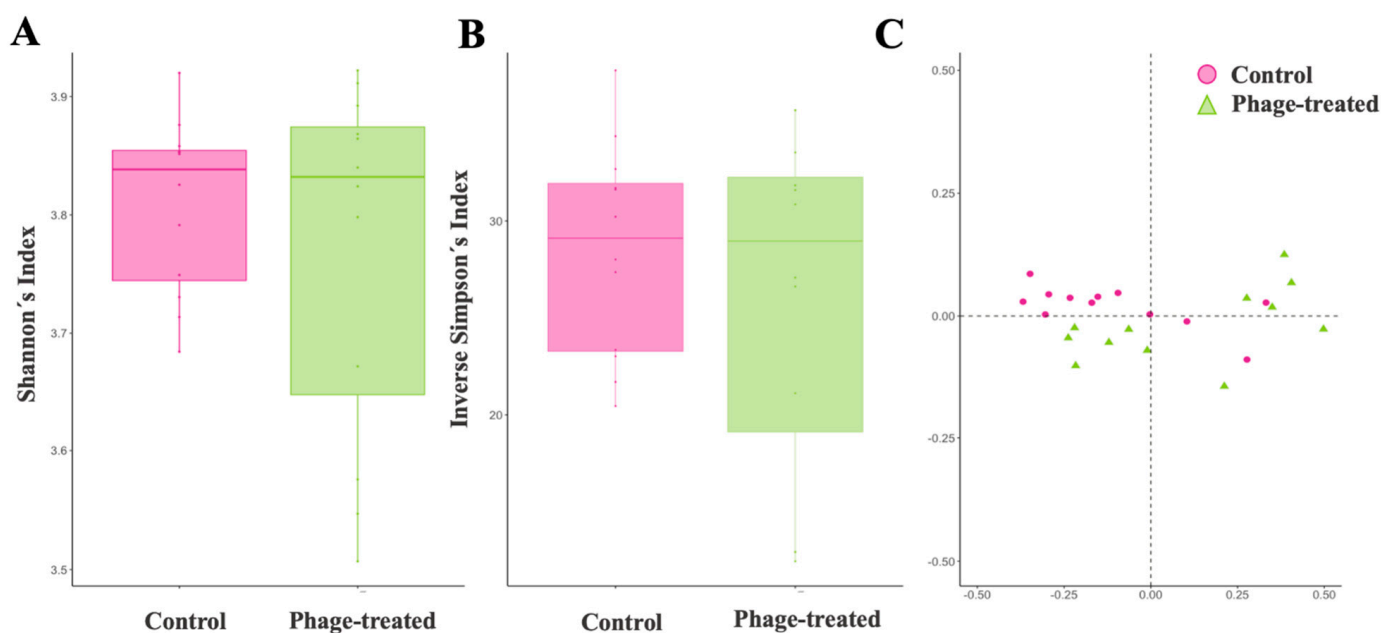 A
Shannon´s Index
3.9
3.8
3.7
3.6
3.5
Control
Phage-treated
B
Inverse Simpson´s Index
30
20
Control
Phage-treated
C
Control
Phage-treated
0.50
0.25
0.00
-0.25
-0.50
-0.50
-0.25
0.00
0.25
0.50